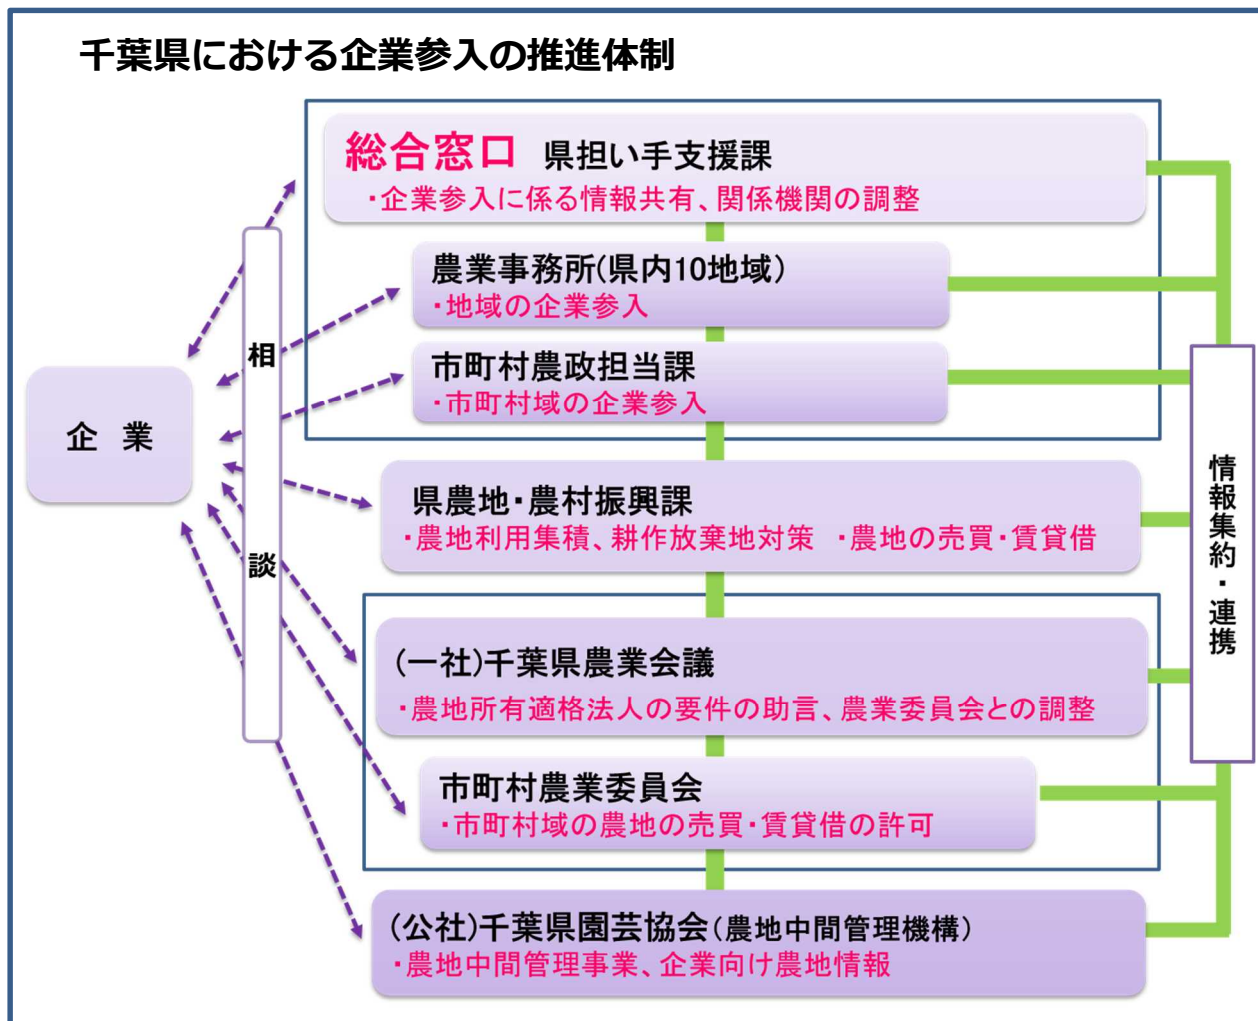 千葉県における企業参入の推進体制
総合窓口 県担い手支援課
・企業参入に係る情報共有、関係機関の調整
農業事務所(県内10地域)
・地域の企業参入
市町村農政担当課
・市町村域の企業参入
企 業
相談
県農地・農村振興課
・農地利用集積、耕作放棄地対策 ・農地の売買・賃貸借
(一社)千葉県農業会議
・農地所有適格法人の要件の助言、農業委員会との調整
市町村農業委員会
・市町村域の農地の売買・賃貸借の許可
(公社)千葉県園芸協会(農地中間管理機構)
・農地中間管理事業、企業向け農地情報
情報集約・連携